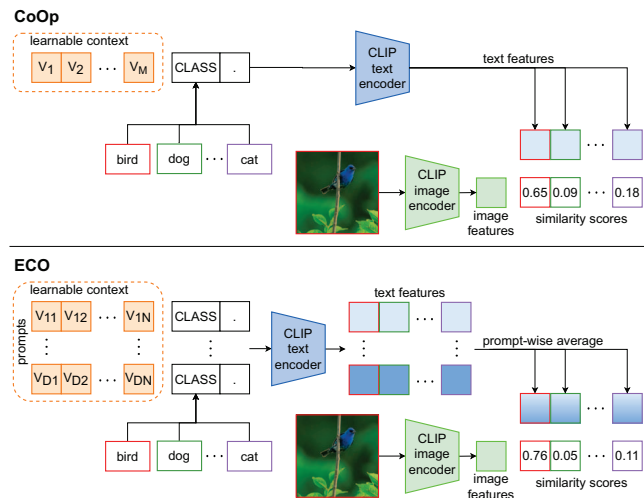 CoOp
learnable context
V1 V2 ... VM
CLASS .
CLIP
text
encoder
text features
bird dog ... cat
CLIP
image
encoder
image
features
0.65 0.09 ... 0.18
similarity scores
ECO
learnable context
prompts
V11 V12 ... V1N
CLASS .
VD1 VD2 ... VDN
CLASS .
CLIP
text
encoder
text features
prompt-wise average
bird dog ... cat
CLIP
image
encoder
image
features
0.76 0.05 ... 0.11
similarity scores